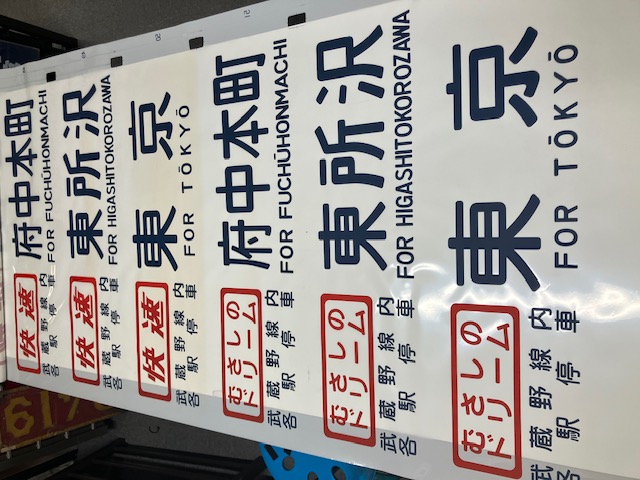 快速
武蔵野線内
各駅停車
府中本町
FOR FUCHŪHONMACHI
快速
武蔵野線内
各駅停車
東所沢
FOR HIGASHITOKOROZAWA
快速
武蔵野線内
各駅停車
東京
FOR TŌKYŌ
むさしの
ドリーム
武蔵野線内
各駅停車
府中本町
FOR FUCHŪHONMACHI
51
むさしの
ドリーム
武蔵野線内
各駅停車
東所沢
FOR HIGASHITOKOROZAWA
むさしの
ドリーム
武蔵野線内
駅停車
東京
FOR TŌKYŌ